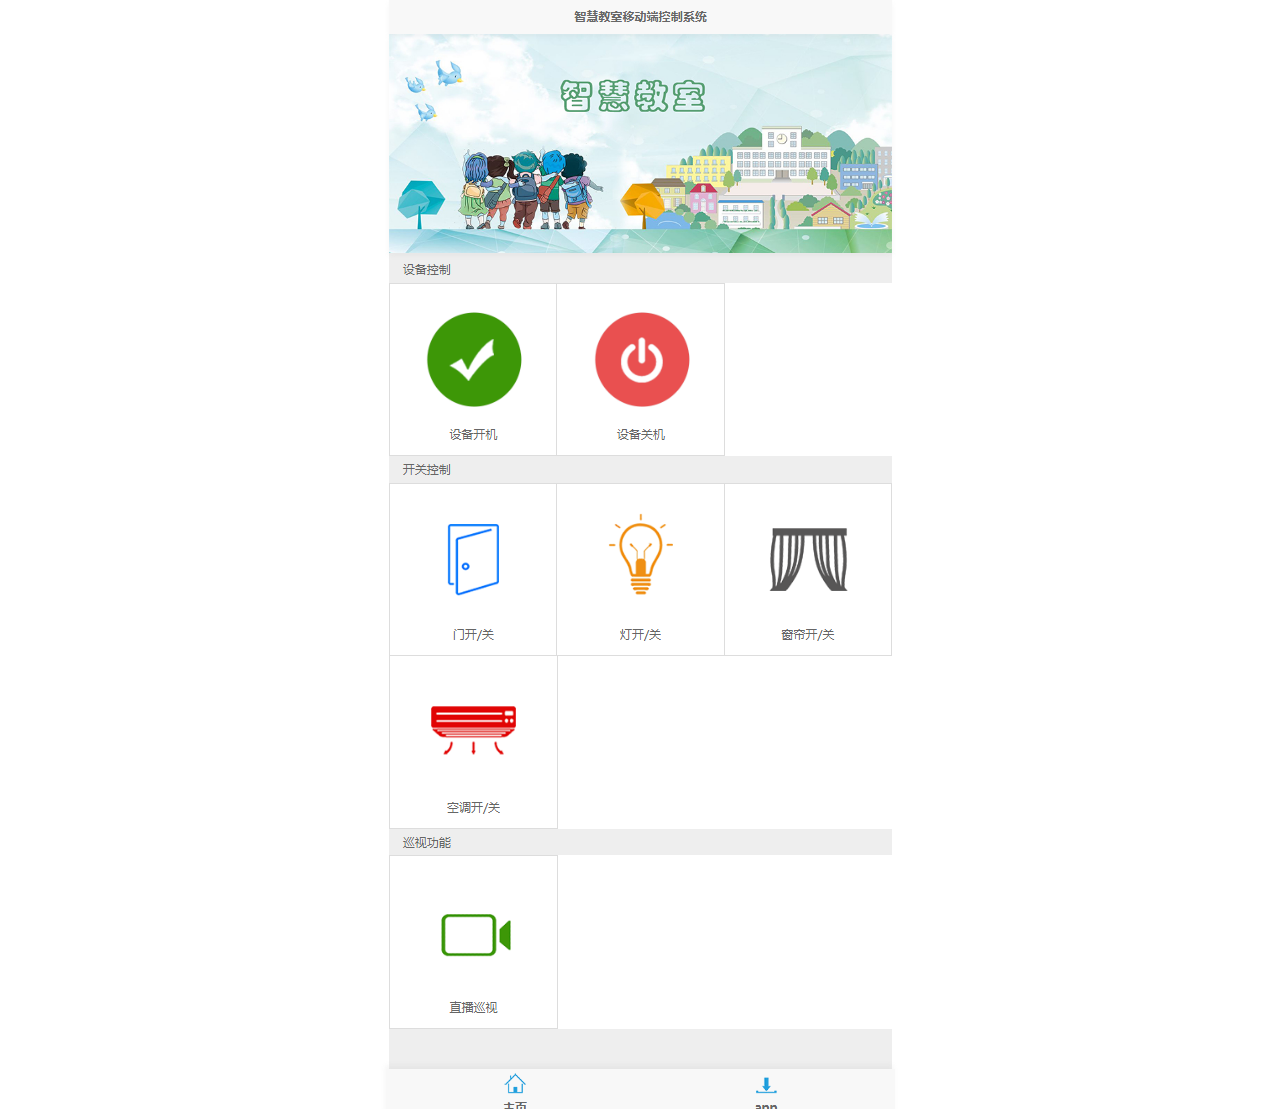 智慧教室移动端控制系统
智慧教室
设备控制
设备开机
设备关机
开关控制
门开/关
灯开/关
窗帘开/关
空调开/关
巡视功能
直播巡视
主页
app